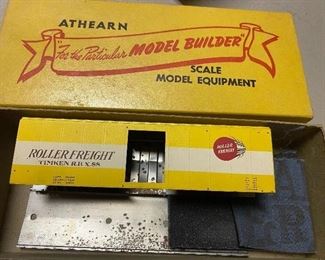 ATHEARN
"For the Particular MODEL BUILDER"
SCALE
MODEL EQUIPMENT
ROLLER FREIGHT
TIMKEN R.B.X. 88
ROLLER
FREIGHT